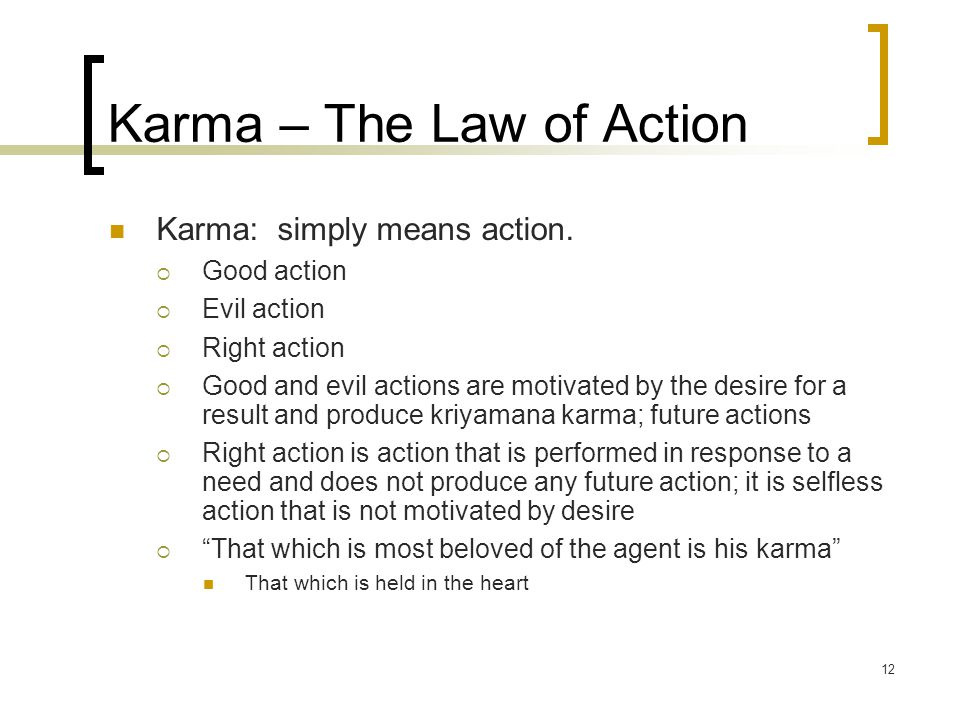 Karma – The Law of Action
Karma:  simply means action.
Good action
Evil action
Right action
Good and evil actions are motivated by the desire for a
result and produce kriyamana karma; future actions
Right action is action that is performed in response to a
need and does not produce any future action; it is selfless
action that is not motivated by desire
“That which is most beloved of the agent is his karma”
That which is held in the heart
12